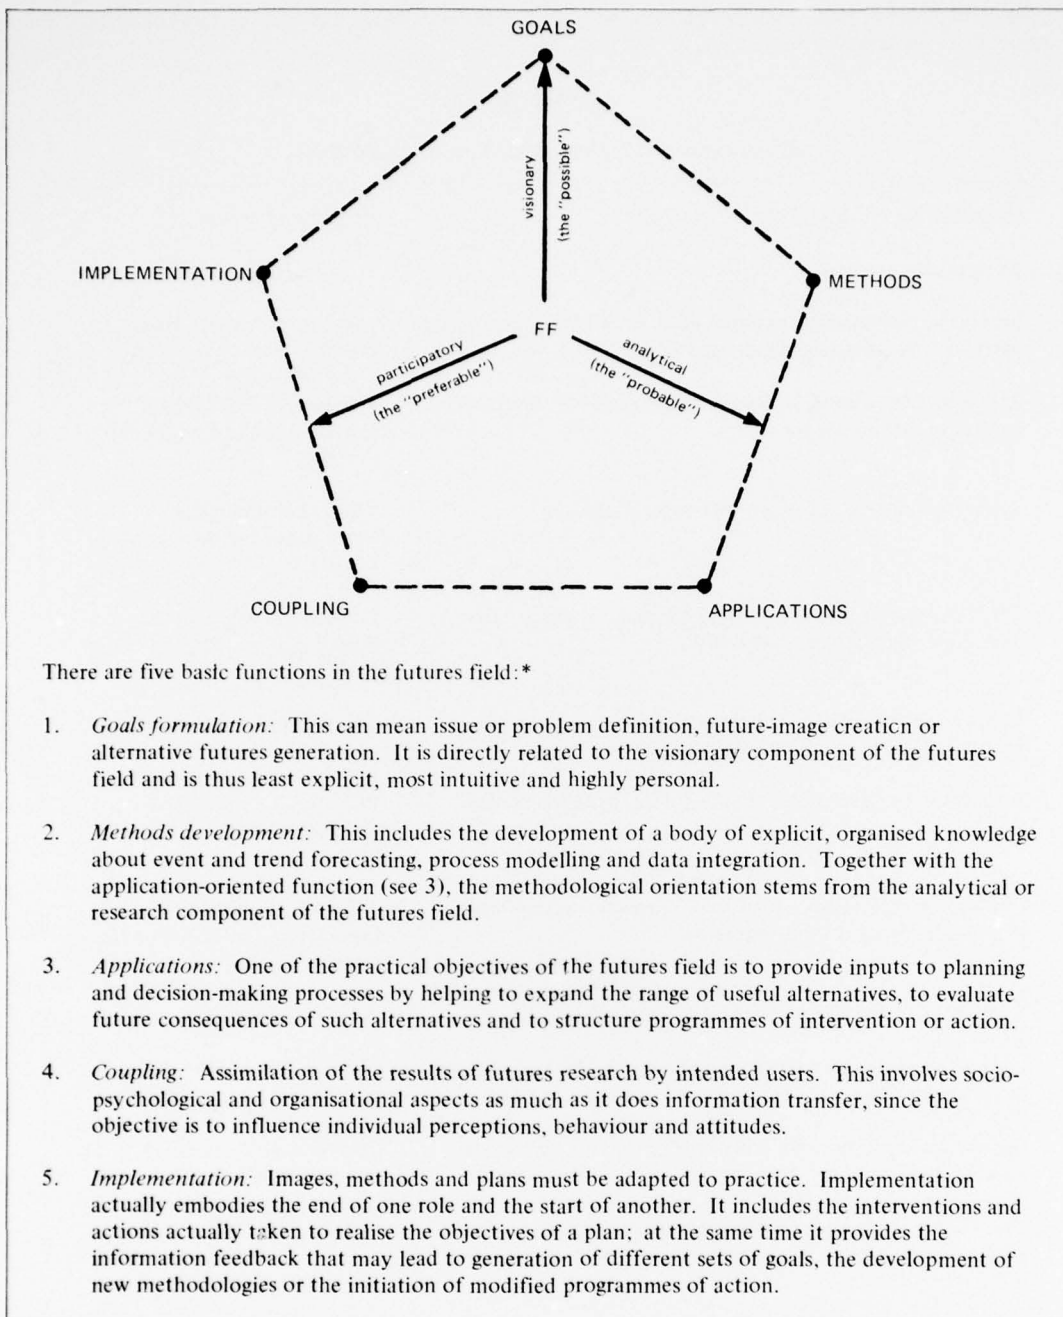 GOALS
visionary
(the "possible")
IMPLEMENTATION
METHODS
FF
participatory
(the "preferable")
analytical
(the "probable")
COUPLING
APPLICATIONS
There are five basic functions in the futures field:*
1. Goals formulation: This can mean issue or problem definition, future-image creation or
alternative futures generation. It is directly related to the visionary component of the futures
field and is thus least explicit, most intuitive and highly personal.
2. Methods development: This includes the development of a body of explicit, organised knowledge
about event and trend forecasting, process modelling and data integration. Together with the
application-oriented function (see 3), the methodological orientation stems from the analytical or
research component of the futures field.
3. Applications: One of the practical objectives of the futures field is to provide inputs to planning
and decision-making processes by helping to expand the range of useful alternatives, to evaluate
future consequences of such alternatives and to structure programmes of intervention or action.
4. Coupling: Assimilation of the results of futures research by intended users. This involves socio-
psychological and organisational aspects as much as it does information transfer, since the
objective is to influence individual perceptions, behaviour and attitudes.
5. Implementation: Images, methods and plans must be adapted to practice. Implementation
actually embodies the end of one role and the start of another. It includes the interventions and
actions actually taken to realise the objectives of a plan; at the same time it provides the
information feedback that may lead to generation of different sets of goals, the development of
new methodologies or the initiation of modified programmes of action.